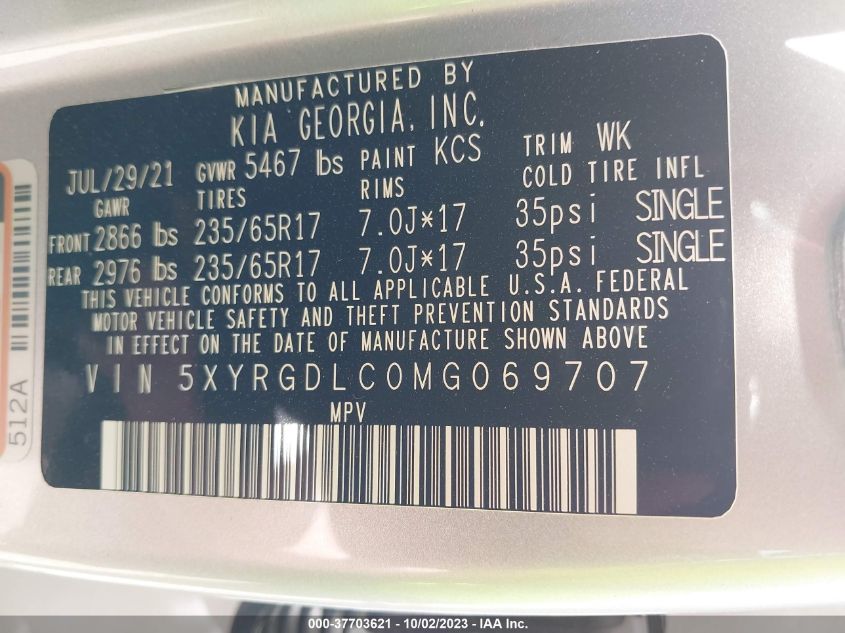 MANUFACTURED BY
KIA GEORGIA, INC.
JUL/29/21 GVWR 5467 lbs PAINT KCS TRIM WK
GAWR TIRES RIMS COLD TIRE INFL
FRONT 2866 lbs 235/65R17 7.0J*17 35psi SINGLE
REAR 2976 lbs 235/65R17 7.0J*17 35psi SINGLE
THIS VEHICLE CONFORMS TO ALL APPLICABLE U.S.A. FEDERAL
MOTOR VEHICLE SAFETY AND THEFT PREVENTION STANDARDS
IN EFFECT ON THE DATE OF MANUFACTURE SHOWN ABOVE
VIN 5XYRGDLC0MG069707
MPV
512A
000-37703621 - 10/02/2023 - IAA Inc.